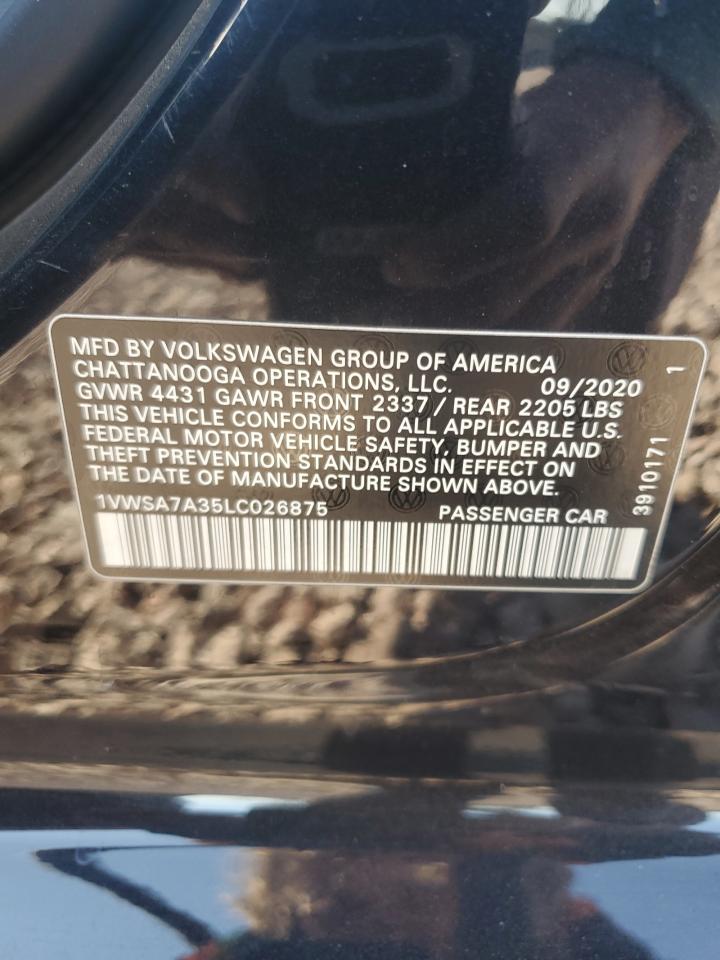 MFD BY VOLKSWAGEN GROUP OF AMERICA
CHATTANOOGA OPERATIONS, LLC. 09/2020
GVWR 4431 GAWR FRONT 2337 / REAR 2205 LBS
THIS VEHICLE CONFORMS TO ALL APPLICABLE U.S.
FEDERAL MOTOR VEHICLE SAFETY, BUMPER AND
THEFT PREVENTION STANDARDS IN EFFECT ON
THE DATE OF MANUFACTURE SHOWN ABOVE.
1VWSA7A35LC026875 PASSENGER CAR
3910171 1